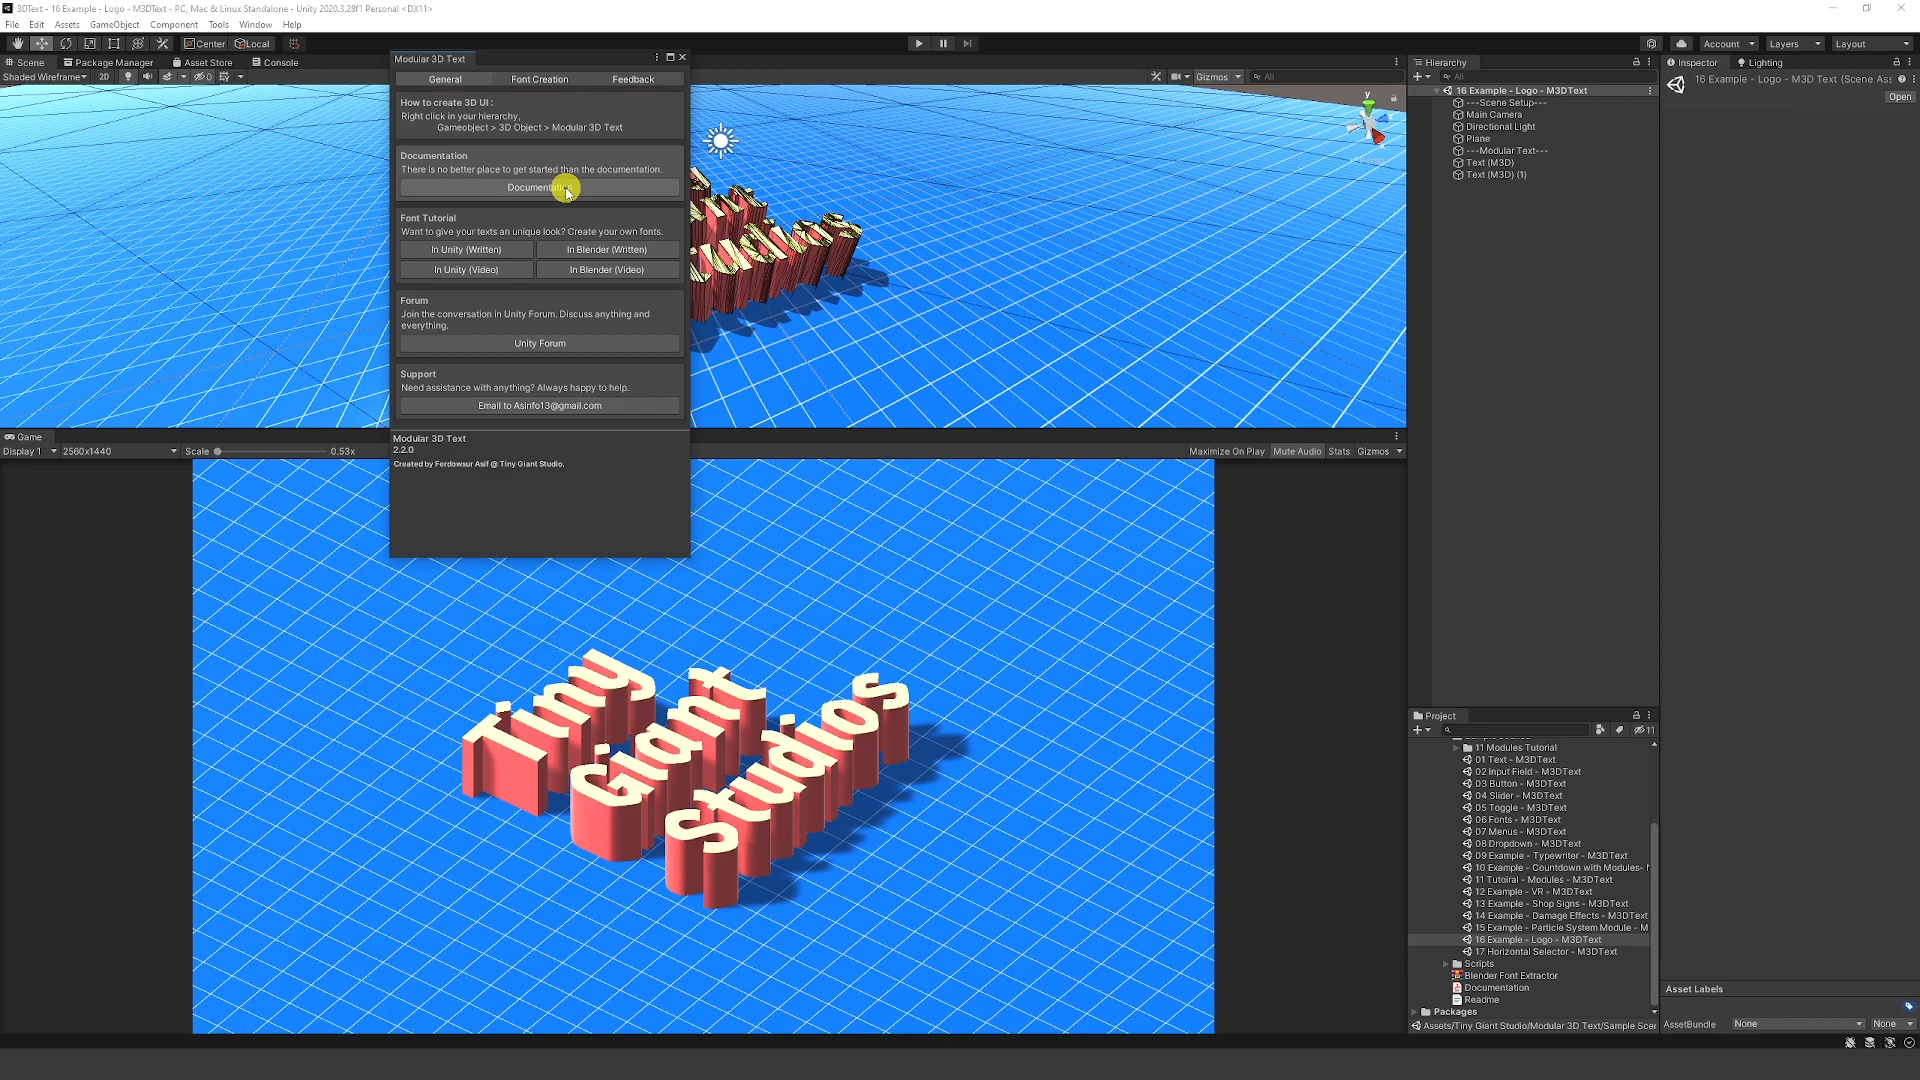 3DText - 16 Example - Logo - M3DText - PC, Mac & Linux Standalone - Unity 2020.3.28f1 Personal <DX11>
File Edit Assets GameObject Component Tools Window Help
Center Local
Account Layers Layout
Scene Package Manager Asset Store Console
Shaded Wireframe 2D 0
Gizmos All
Modular 3D Text
General Font Creation Feedback
How to create 3D UI :
Right click in your hierarchy,
Gameobject > 3D Object > Modular 3D Text
Documentation
There is no better place to get started than the documentation.
Documentation
Font Tutorial
Want to give your texts an unique look? Create your own fonts.
In Unity (Written) In Blender (Written)
In Unity (Video) In Blender (Video)
Forum
Join the conversation in Unity Forum. Discuss anything and
everything.
Unity Forum
Support
Need assistance with anything? Always happy to help.
Email to Asinfo13@gmail.com
Modular 3D Text
2.2.0
Created by Ferdowsur Asif @ Tiny Giant Studio.
y
Persp
Game
Display 1 2560x1440 Scale 0.53x
Maximize On Play Mute Audio Stats Gizmos
Tiny
Giant
Studios
Hierarchy
All
16 Example - Logo - M3DText
---Scene Setup---
Main Camera
Directional Light
Plane
---Modular Text---
Text (M3D)
Text (M3D) (1)
Project
11
11 Modules Tutorial
01 Text - M3DText
02 Input Field - M3DText
03 Button - M3DText
04 Slider - M3DText
05 Toggle - M3DText
06 Fonts - M3DText
07 Menus - M3DText
08 Dropdown - M3DText
09 Example - Typewriter - M3DText
10 Example - Countdown with Modules-
11 Tutoiral - Modules - M3DText
12 Example - VR - M3DText
13 Example - Shop Signs - M3DText
14 Example - Damage Effects - M3DText
15 Example - Particle System Module - M
16 Example - Logo - M3DText
17 Horizontal Selector - M3DText
Scripts
Blender Font Extractor
Documentation
Readme
Packages
Assets/Tiny Giant Studio/Modular 3D Text/Sample Scer
Inspector Lighting
16 Example - Logo - M3D Text (Scene Ass
Open
Asset Labels
AssetBundle None None